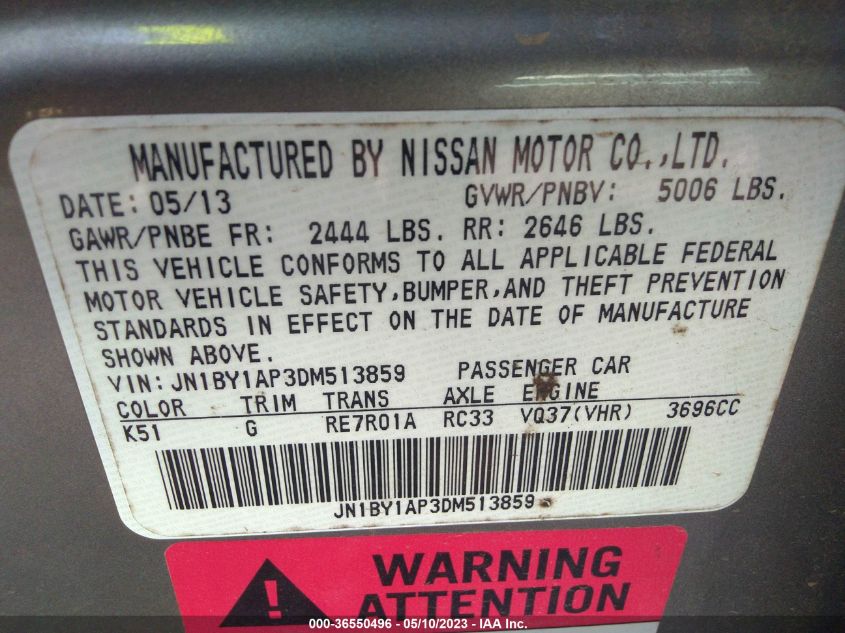 MANUFACTURED BY NISSAN MOTOR CO.,LTD.
DATE: 05/13 GVWR/PNBV: 5006 LBS.
GAWR/PNBE FR: 2444 LBS. RR: 2646 LBS.
THIS VEHICLE CONFORMS TO ALL APPLICABLE FEDERAL
MOTOR VEHICLE SAFETY,BUMPER,AND THEFT PREVENTION
STANDARDS IN EFFECT ON THE DATE OF MANUFACTURE
SHOWN ABOVE.
VIN: JN1BY1AP3DM513859 PASSENGER CAR
COLOR TRIM TRANS AXLE ENGINE
K51 G RE7R01A RC33 VQ37(VHR) 3696CC
JN1BY1AP3DM513859
WARNING
ATTENTION
000-36550496 - 05/10/2023 - IAA Inc.